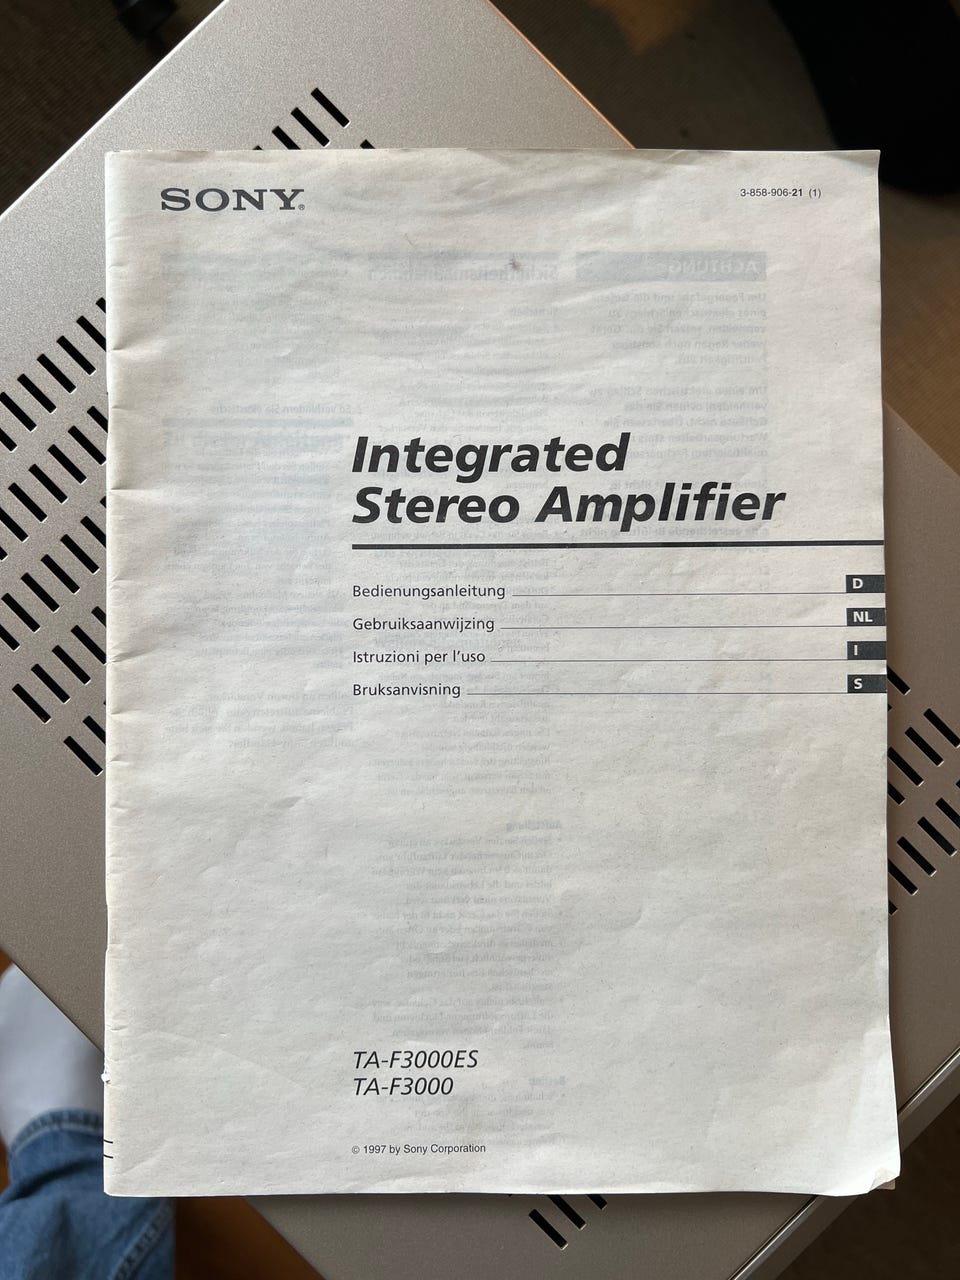 SONY®
3-858-906-21 (1)
Integrated
Stereo Amplifier
Bedienungsanleitung D
Gebruiksaanwijzing NL
Istruzioni per l'uso I
Bruksanvisning S
TA-F3000ES
TA-F3000
© 1997 by Sony Corporation